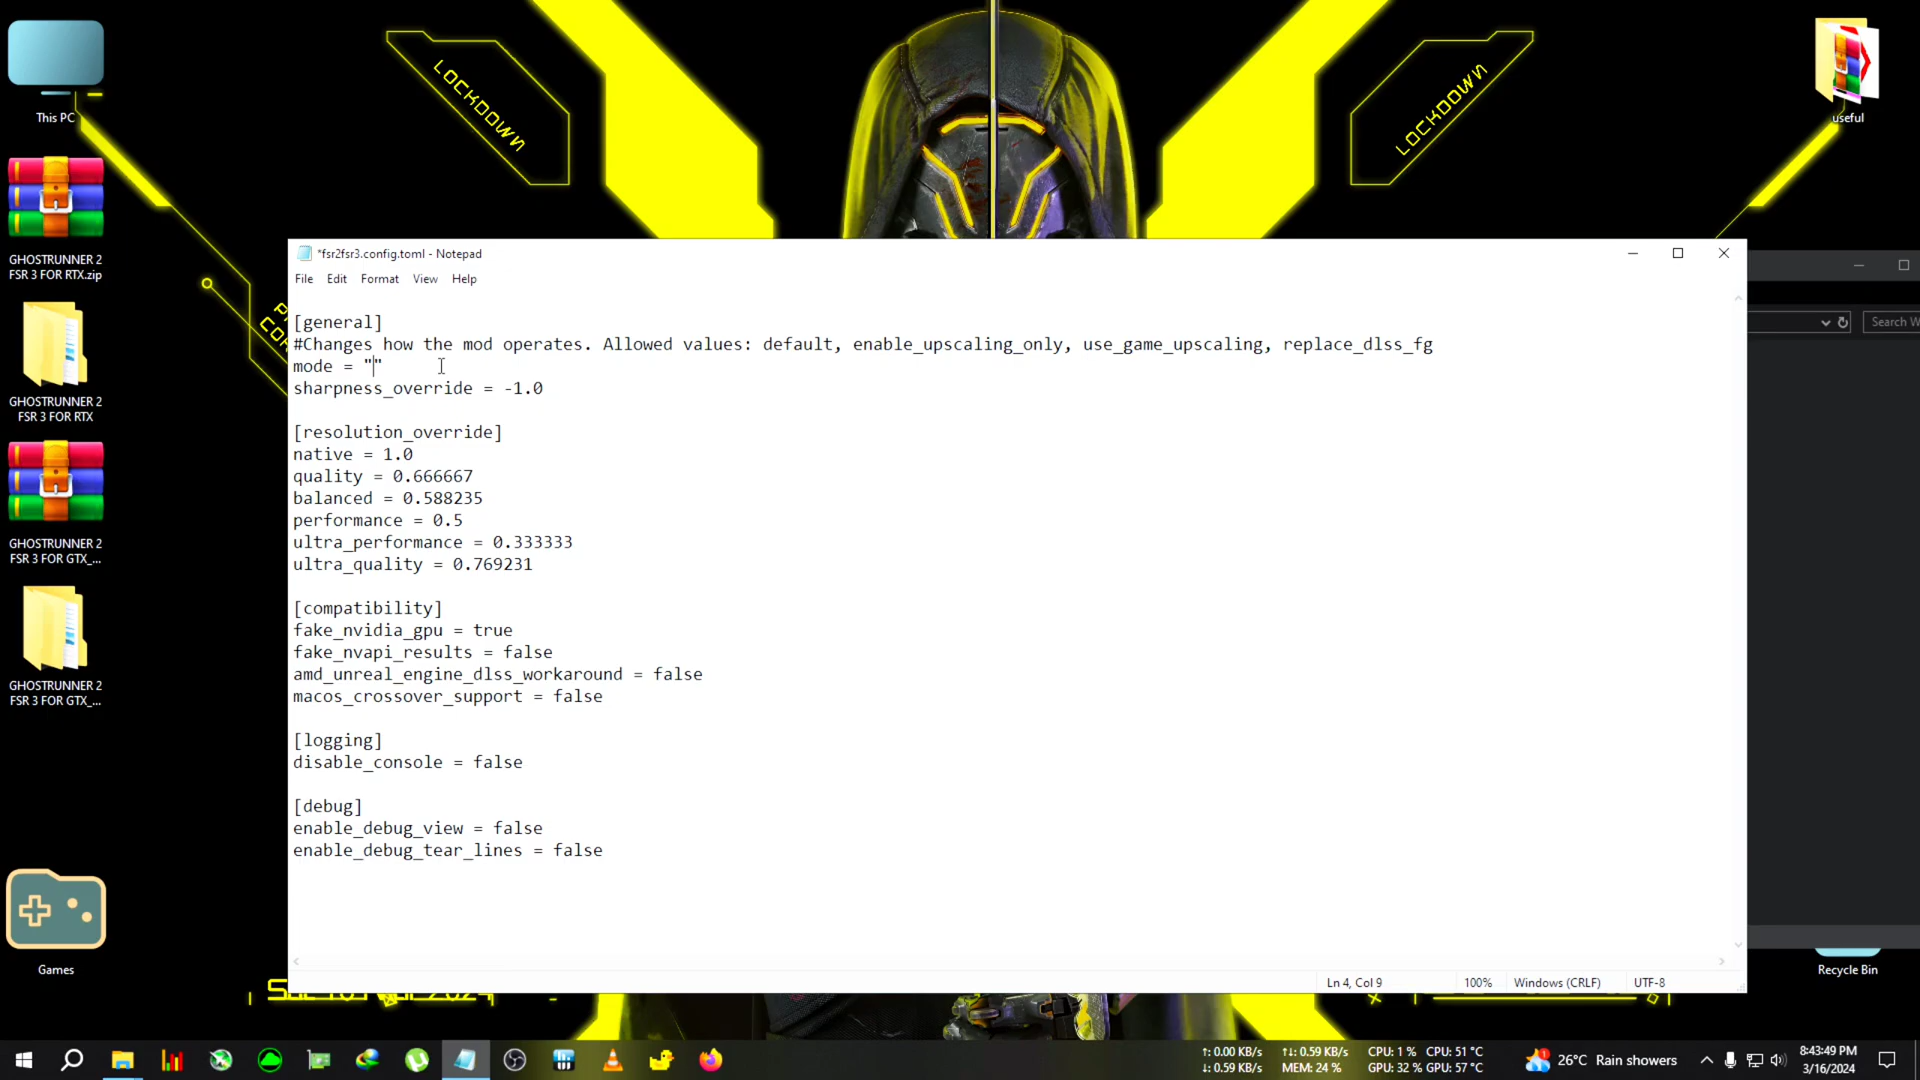 LOCKDOWN
LOCKDOWN
This PC
useful
GHOSTRUNNER 2
FSR 3 FOR RTX.zip
GHOSTRUNNER 2
FSR 3 FOR RTX
GHOSTRUNNER 2
FSR 3 FOR GTX_...
GHOSTRUNNER 2
FSR 3 FOR GTX_...
Games
*fsr2fsr3.config.toml - Notepad
File Edit Format View Help
[general]
#Changes how the mod operates. Allowed values: default, enable_upscaling_only, use_game_upscaling, replace_dlss_fg
mode = ""
sharpness_override = -1.0
[resolution_override]
native = 1.0
quality = 0.666667
balanced = 0.588235
performance = 0.5
ultra_performance = 0.333333
ultra_quality = 0.769231
[compatibility]
fake_nvidia_gpu = true
fake_nvapi_results = false
amd_unreal_engine_dlss_workaround = false
macos_crossover_support = false
[logging]
disable_console = false
[debug]
enable_debug_view = false
enable_debug_tear_lines = false
Ln 4, Col 9
100%
Windows (CRLF)
UTF-8
Search W
Recycle Bin
↑: 0.00 KB/s
↓: 0.59 KB/s
↑↓: 0.59 KB/s
MEM: 24 %
CPU: 1 % CPU: 51 °C
GPU: 32 % GPU: 57 °C
1
26°C Rain showers
8:43:49 PM
3/16/2024